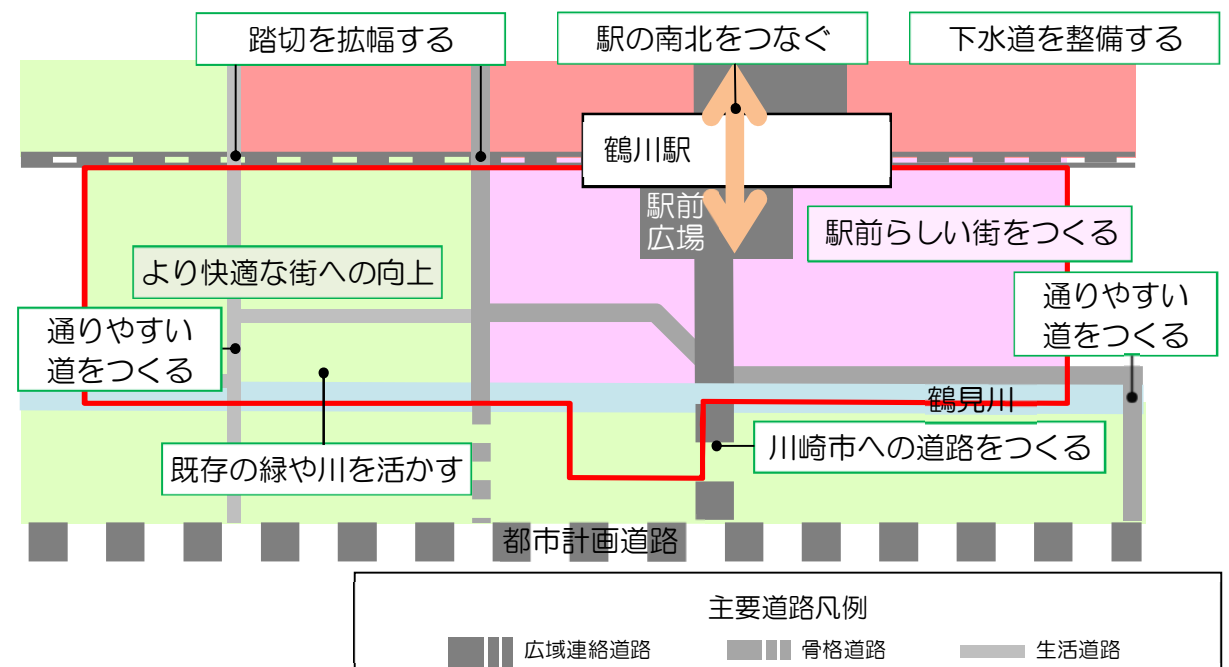 踏切を拡幅する
駅の南北をつなぐ
下水道を整備する
鶴川駅
駅前
広場
駅前らしい街をつくる
より快適な街への向上
通りやすい
道をつくる
通りやすい
道をつくる
鶴見川
既存の緑や川を活かす
川崎市への道路をつくる
都市計画道路
主要道路凡例
広域連絡道路
骨格道路
生活道路